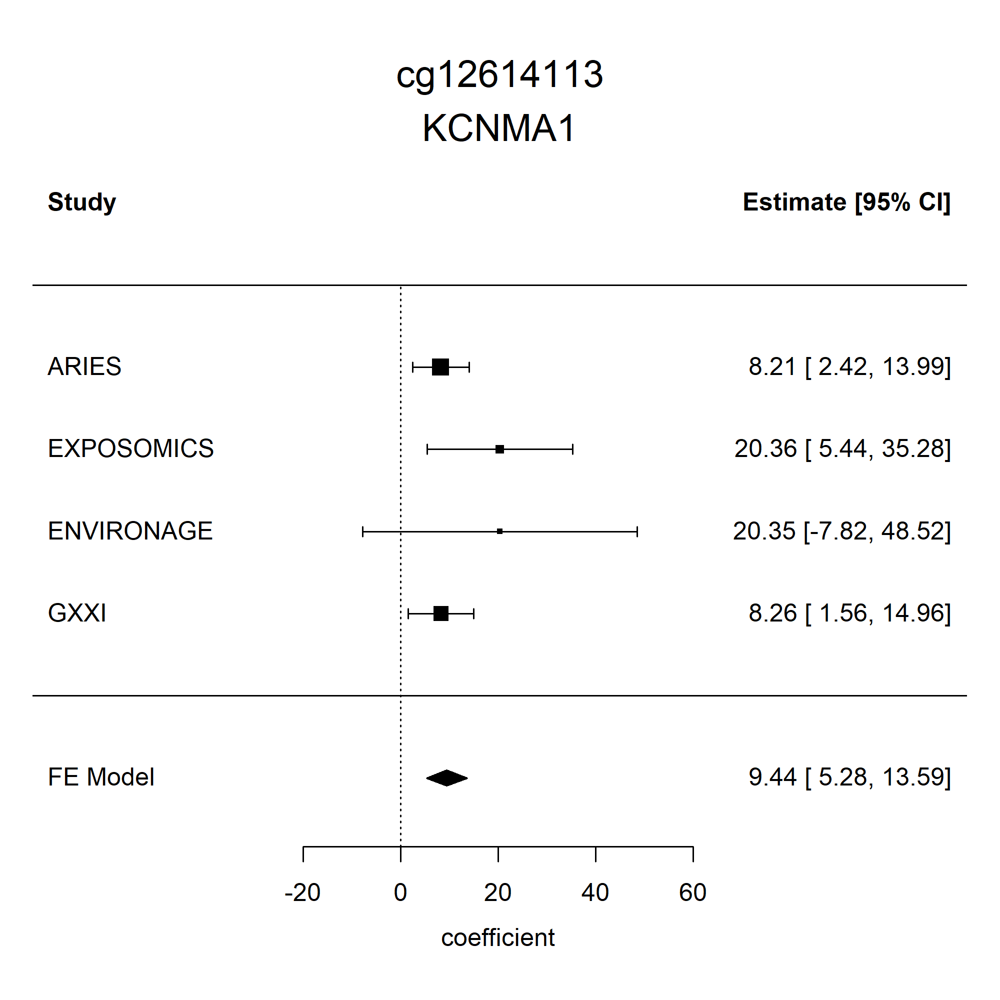 cg12614113
KCNMA1
Study Estimate [95% CI]
ARIES 8.21 [ 2.42, 13.99]
EXPOSOMICS 20.36 [ 5.44, 35.28]
ENVIRONAGE 20.35 [-7.82, 48.52]
GXXI 8.26 [ 1.56, 14.96]
FE Model 9.44 [ 5.28, 13.59]
-20 0 20 40 60
coefficient